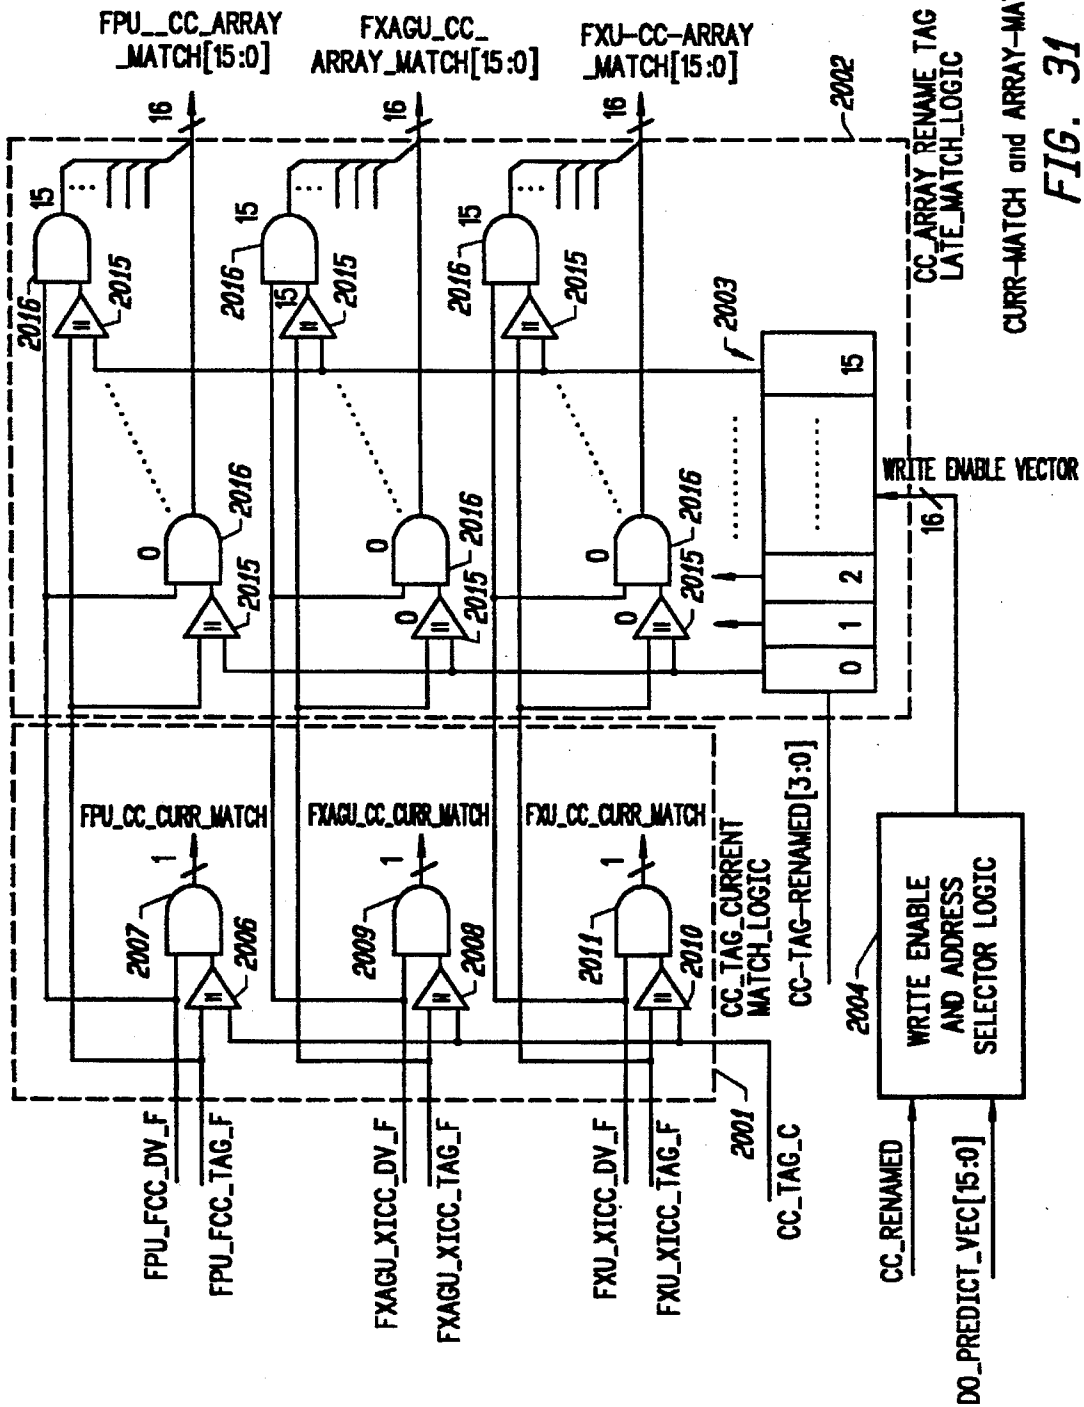 FPU__CC_ARRAY
_MATCH[15:0]
FXAGU_CC_
ARRAY_MATCH[15:0]
FXU-CC-ARRAY
_MATCH[15:0]
16
16
16
2002
15
15
15
2016
2016
2016
15
2015
2015
2015
=
=
=
2003
0
0
0
2016
2016
2016
0
0
2015
2015
2015
=
=
=
0
1
2
15
WRITE ENABLE VECTOR
16
CC_ARRAY RENAME TAG
LATE_MATCH_LOGIC
CURR-MATCH and ARRAY-MA
FIG. 31
FPU_CC_CURR_MATCH
FXAGU_CC_CURR_MATCH
FXU_CC_CURR_MATCH
1
1
1
2007
2009
2011
2006
2008
2010
=
=
=
CC_TAG_CURRENT
MATCH_LOGIC
CC-TAG-RENAMED[3:0]
2004
WRITE ENABLE
AND ADDRESS
SELECTOR LOGIC
2001
FPU_FCC_DV_F
FPU_FCC_TAG_F
FXAGU_XICC_DV_F
FXAGU_XICC_TAG_F
FXU_XICC_DV_F
FXU_XICC_TAG_F
CC_TAG_C
CC_RENAMED
DO_PREDICT_VEC[15:0]